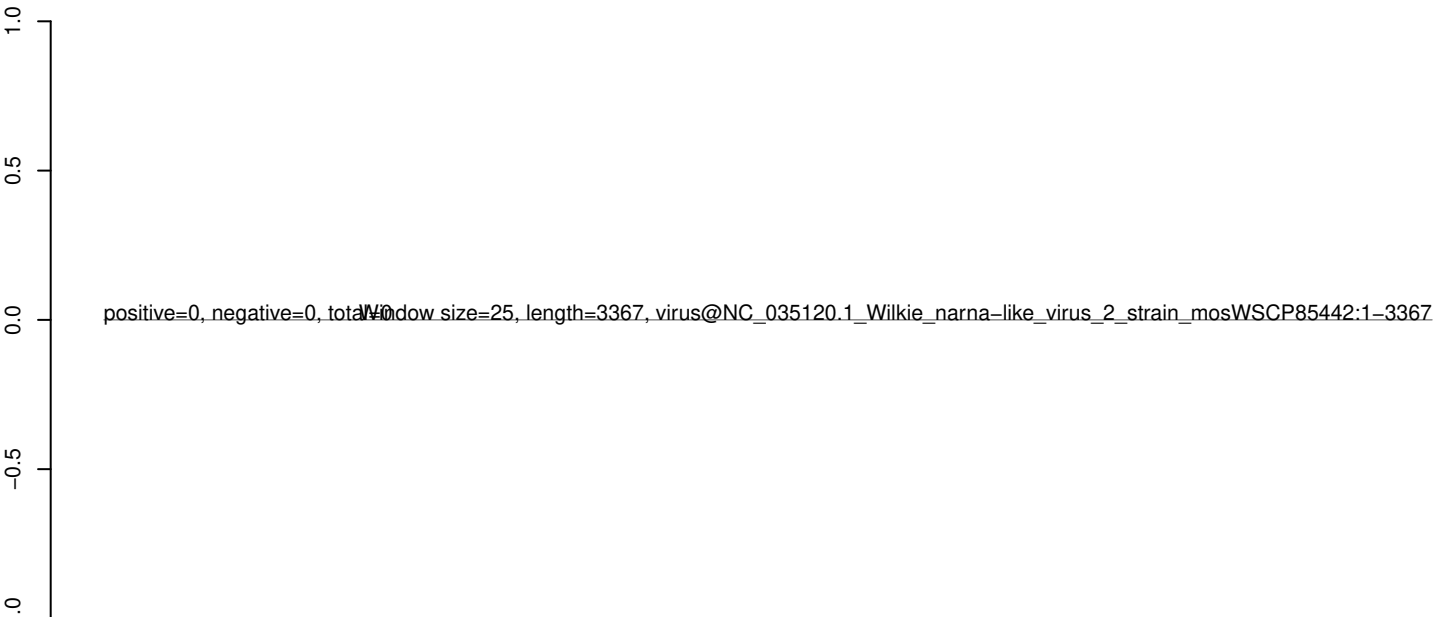 1.0
0.5
0.0
−0.5
.0
positive=0, negative=0, total=0
Window size=25, length=3367, virus@NC_035120.1_Wilkie_narna−like_virus_2_strain_mosWSCP85442:1−3367